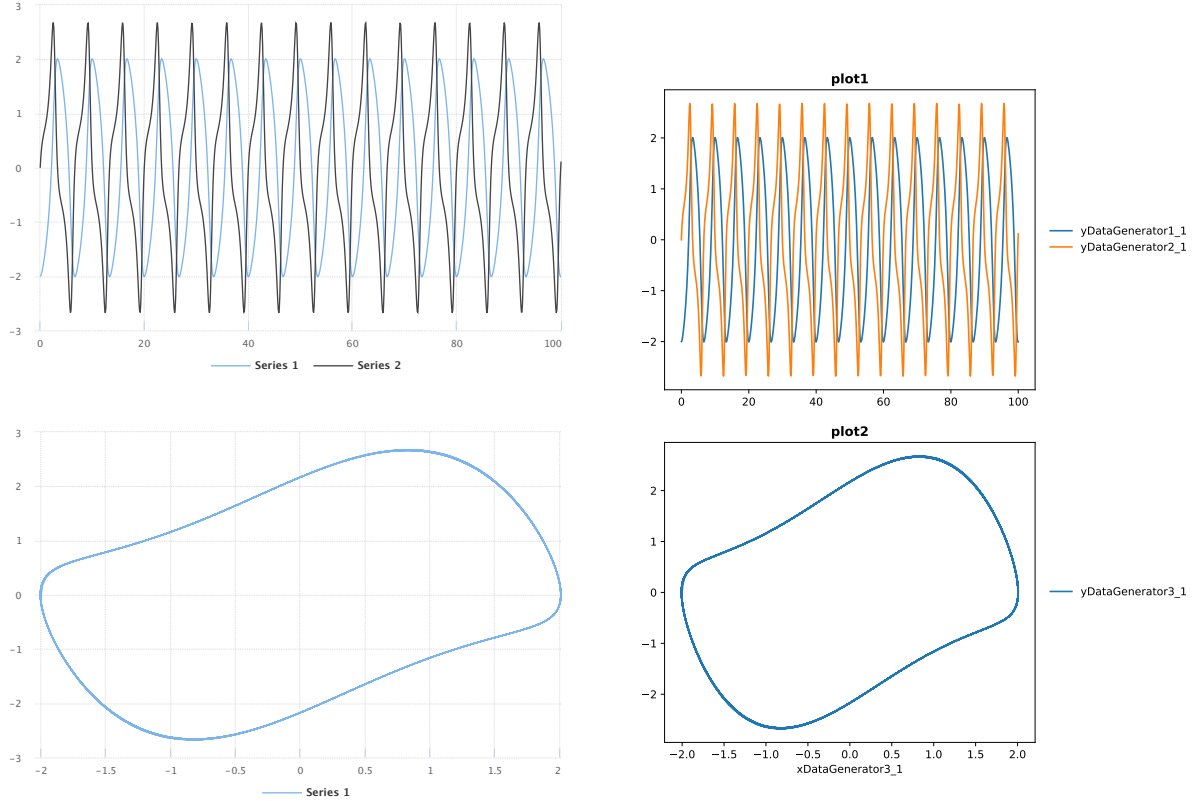 3
2
1
0
−1
−2
−3
0 20 40 60 80 100
Series 1 Series 2
plot1
2
1
0
−1
−2
0 20 40 60 80 100
yDataGenerator1_1
yDataGenerator2_1
3
2
1
0
−1
−2
−3
−2 −1.5 −1 −0.5 0 0.5 1 1.5 2
Series 1
plot2
2
1
0
−1
−2
−2.0 −1.5 −1.0 −0.5 0.0 0.5 1.0 1.5 2.0
xDataGenerator3_1
yDataGenerator3_1